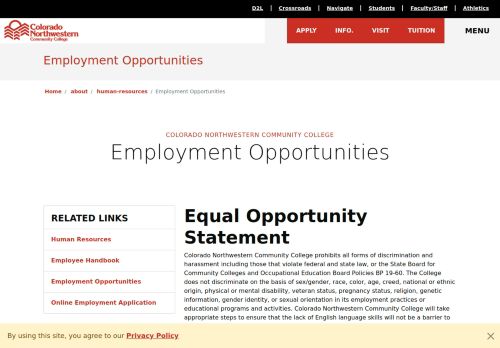 D2L | Crossroads | Navigate | Students | Faculty/Staff | Athletics
Colorado
Northwestern
Community College
APPLY INFO. VISIT TUITION MENU
Employment Opportunities
Home / about / human-resources / Employment Opportunities
COLORADO NORTHWESTERN COMMUNITY COLLEGE
Employment Opportunities
RELATED LINKS
Human Resources
Employee Handbook
Employment Opportunities
Online Employment Application
Equal Opportunity
Statement
Colorado Northwestern Community College prohibits all forms of discrimination and
harassment including those that violate federal and state law, or the State Board for
Community Colleges and Occupational Education Board Policies BP 19-60. The College
does not discriminate on the basis of sex/gender, race, color, age, creed, national or ethnic
origin, physical or mental disability, veteran status, pregnancy status, religion, genetic
information, gender identity, or sexual orientation in its employment practices or
educational programs and activities. Colorado Northwestern Community College will take
appropriate steps to ensure that the lack of English language skills will not be a barrier to
By using this site, you agree to our Privacy Policy